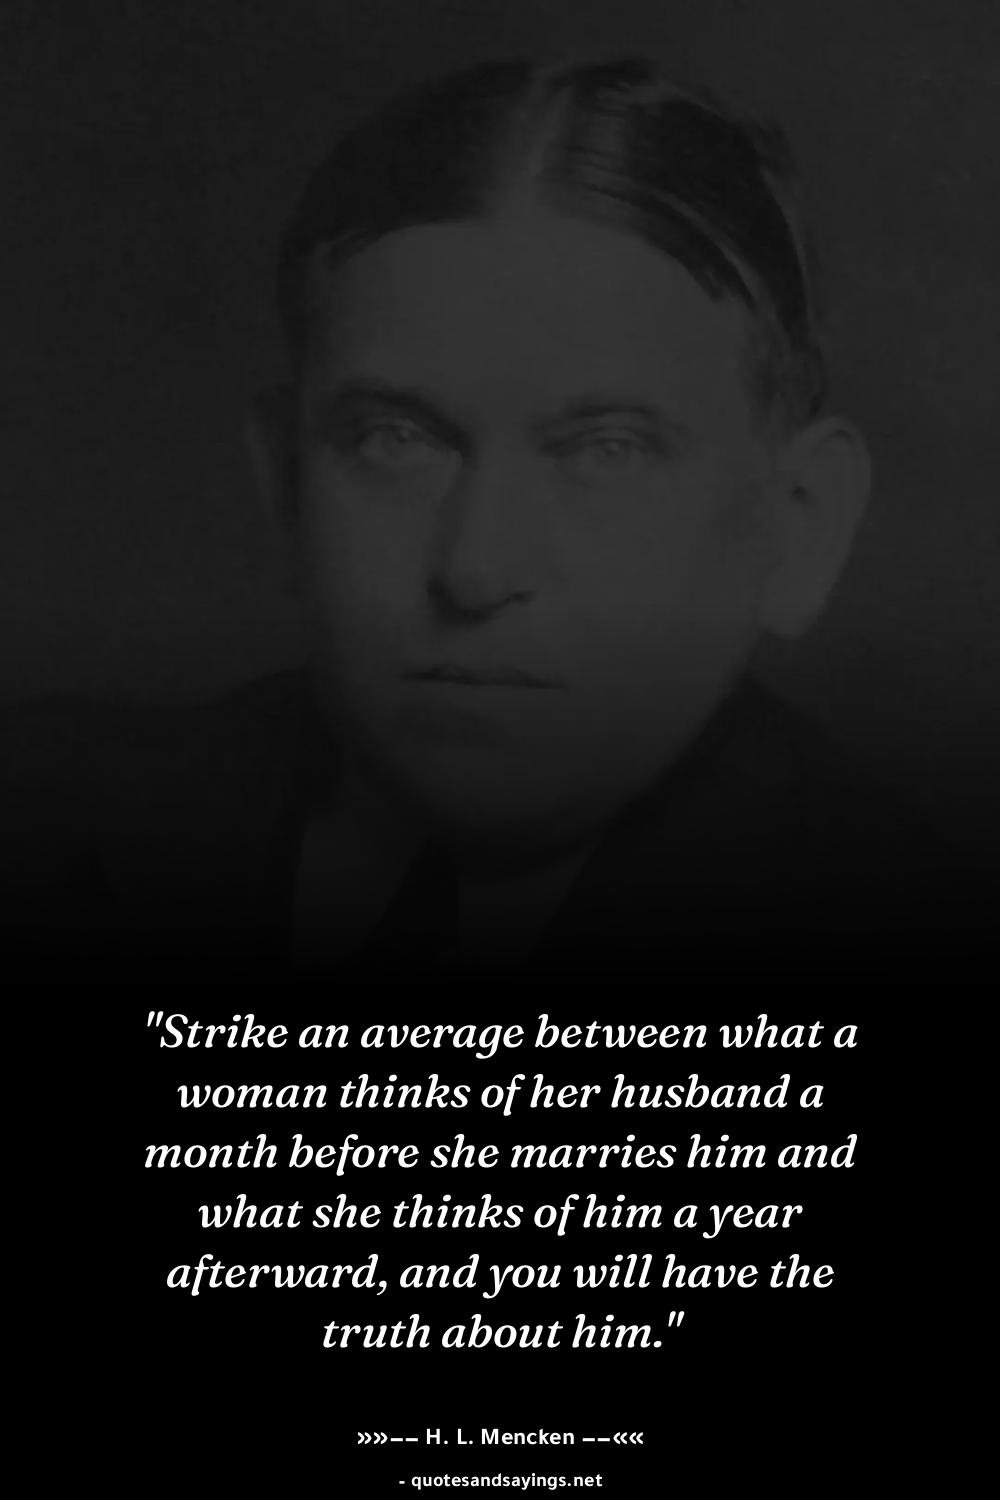 "Strike an average between what a
woman thinks of her husband a
month before she marries him and
what she thinks of him a year
afterward, and you will have the
truth about him."
»»−− H. L. Mencken −−««
- quotesandsayings.net